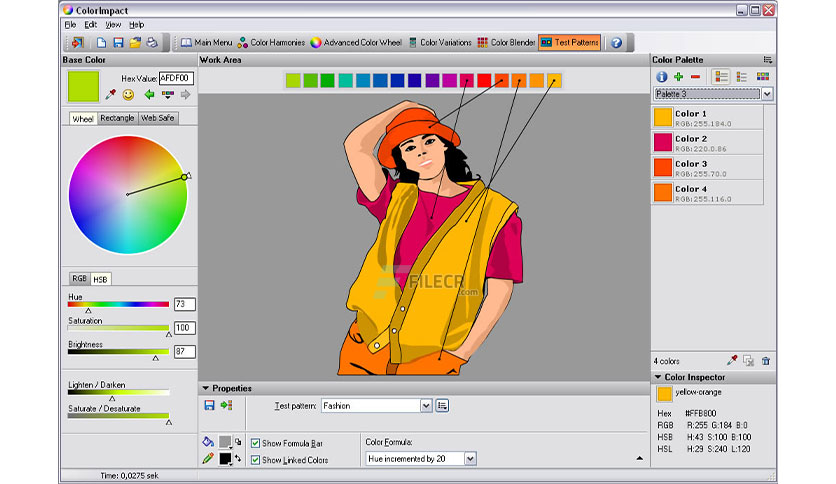 ColorImpact
File Edit View Help
Main Menu Color Harmonies Advanced Color Wheel Color Variations Color Blender Test Patterns
Base Color
Hex Value: AFDF00
Wheel Rectangle Web Safe
RGB HSB
Hue 73
Saturation 100
Brightness 87
Lighten / Darken
Saturate / Desaturate
Time: 0,0275 sek
Work Area
FILECR
.com
Properties
Test pattern: Fashion
Show Formula Bar
Show Linked Colors
Color Formula:
Hue incremented by 20
Color Palette
Palette 3
Color 1
RGB:255.184.0
Color 2
RGB:220.0.86
Color 3
RGB:255.70.0
Color 4
RGB:255.116.0
4 colors
Color Inspector
yellow-orange
Hex #FFB800
RGB R:255 G:184 B:0
HSB H:43 S:100 B:100
HSL H:29 S:240 L:120